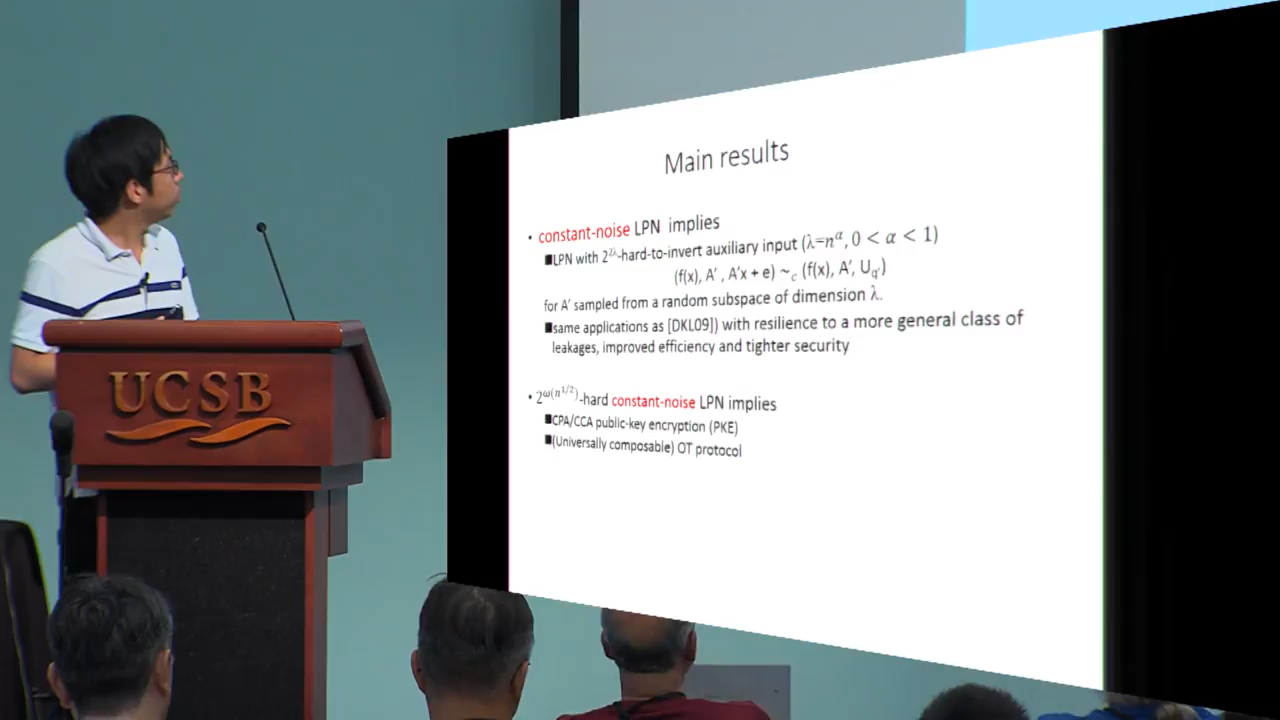 Main results
• constant-noise LPN implies
■LPN with 2^{2λ}-hard-to-invert auxiliary input (λ=n^α, 0 < α < 1)
(f(x), A' , A'x + e) ~_c (f(x), A', U_{q'})
for A' sampled from a random subspace of dimension λ.
■same applications as [DKL09]) with resilience to a more general class of
leakages, improved efficiency and tighter security
• 2^{ω(n^{1/2})}-hard constant-noise LPN implies
■CPA/CCA public-key encryption (PKE)
■(Universally composable) OT protocol
UCSB